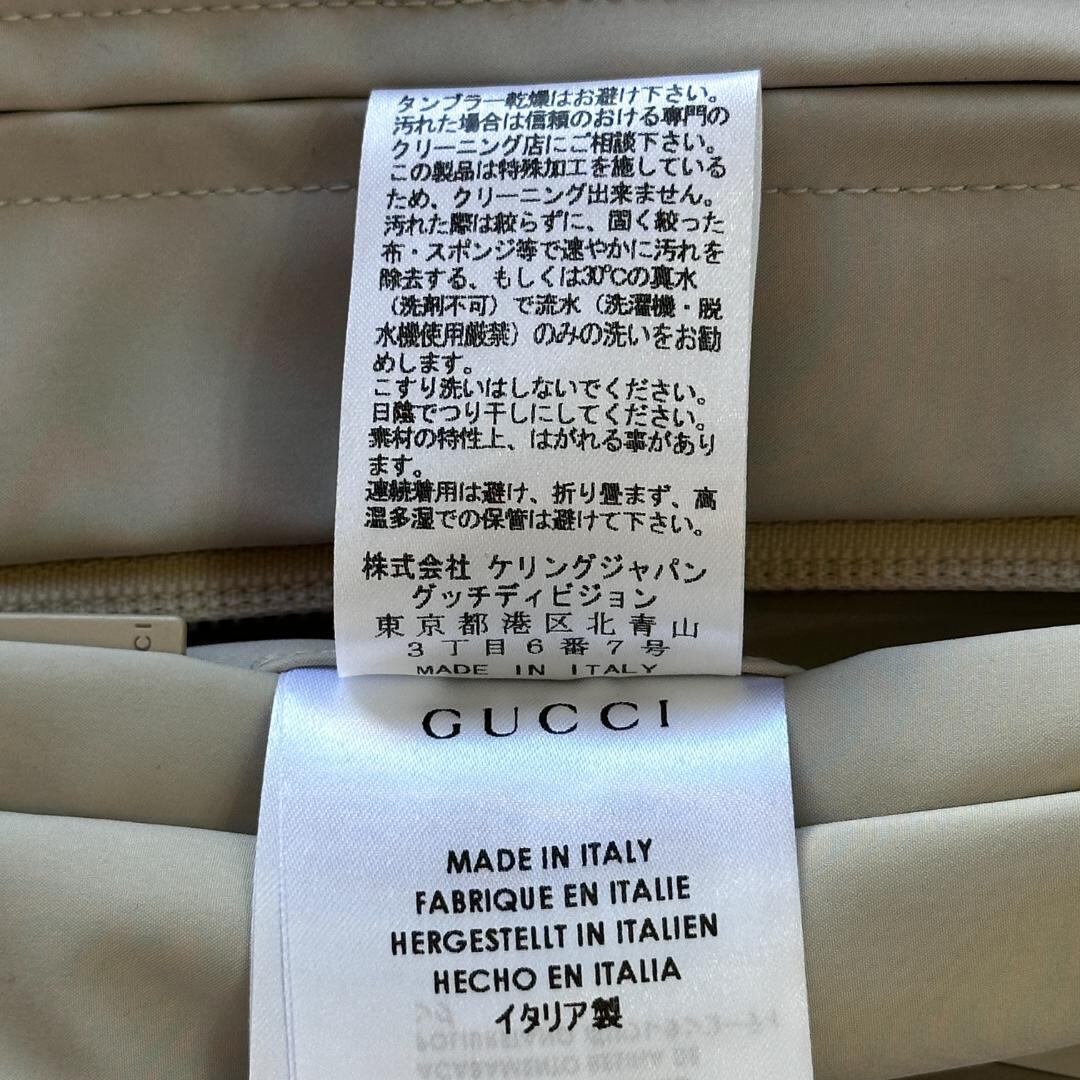 タンブラー乾燥はお避け下さい。
汚れた場合は信頼のおける専門の
クリーニング店にご相談下さい。
この製品は特殊加工を施している
ため、クリーニング出来ません。
汚れた際は絞らずに、固く絞った
布・スポンジ等で速やかに汚れを
除去する、もしくは30℃の真水
（洗剤不可）で流水（洗濯機・脱
水機使用厳禁）のみの洗いをお勧
めします。
こすり洗いはしないでください。
日陰でつり干しにしてください。
素材の特性上、はがれる事があり
ます。
連続着用は避け、折り畳まず、高
温多湿での保管は避けて下さい。
株式会社 ケリングジャパン
グッチディビジョン
東京都港区北青山
3丁目6番7号
MADE IN ITALY
GUCCI
MADE IN ITALY
FABRIQUE EN ITALIE
HERGESTELLT IN ITALIEN
HECHO EN ITALIA
イタリア製